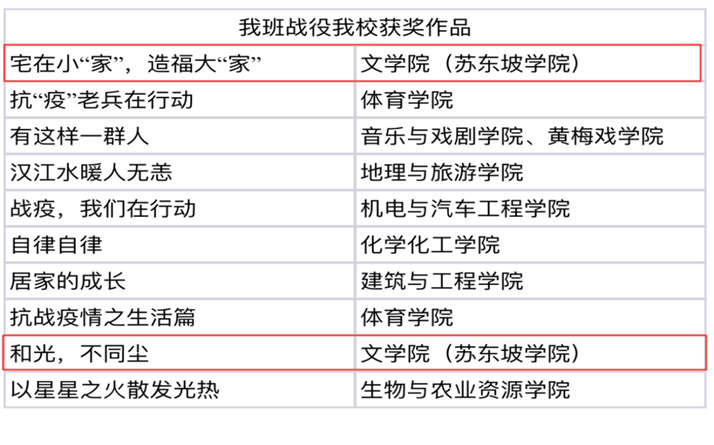 我班战役我校获奖作品
宅在小“家”，造福大“家” 文学院（苏东坡学院）
抗“疫”老兵在行动 体育学院
有这样一群人 音乐与戏剧学院、黄梅戏学院
汉江水暖人无恙 地理与旅游学院
战疫，我们在行动 机电与汽车工程学院
自律自律 化学化工学院
居家的成长 建筑与工程学院
抗战疫情之生活篇 体育学院
和光，不同尘 文学院（苏东坡学院）
以星星之火散发光热 生物与农业资源学院